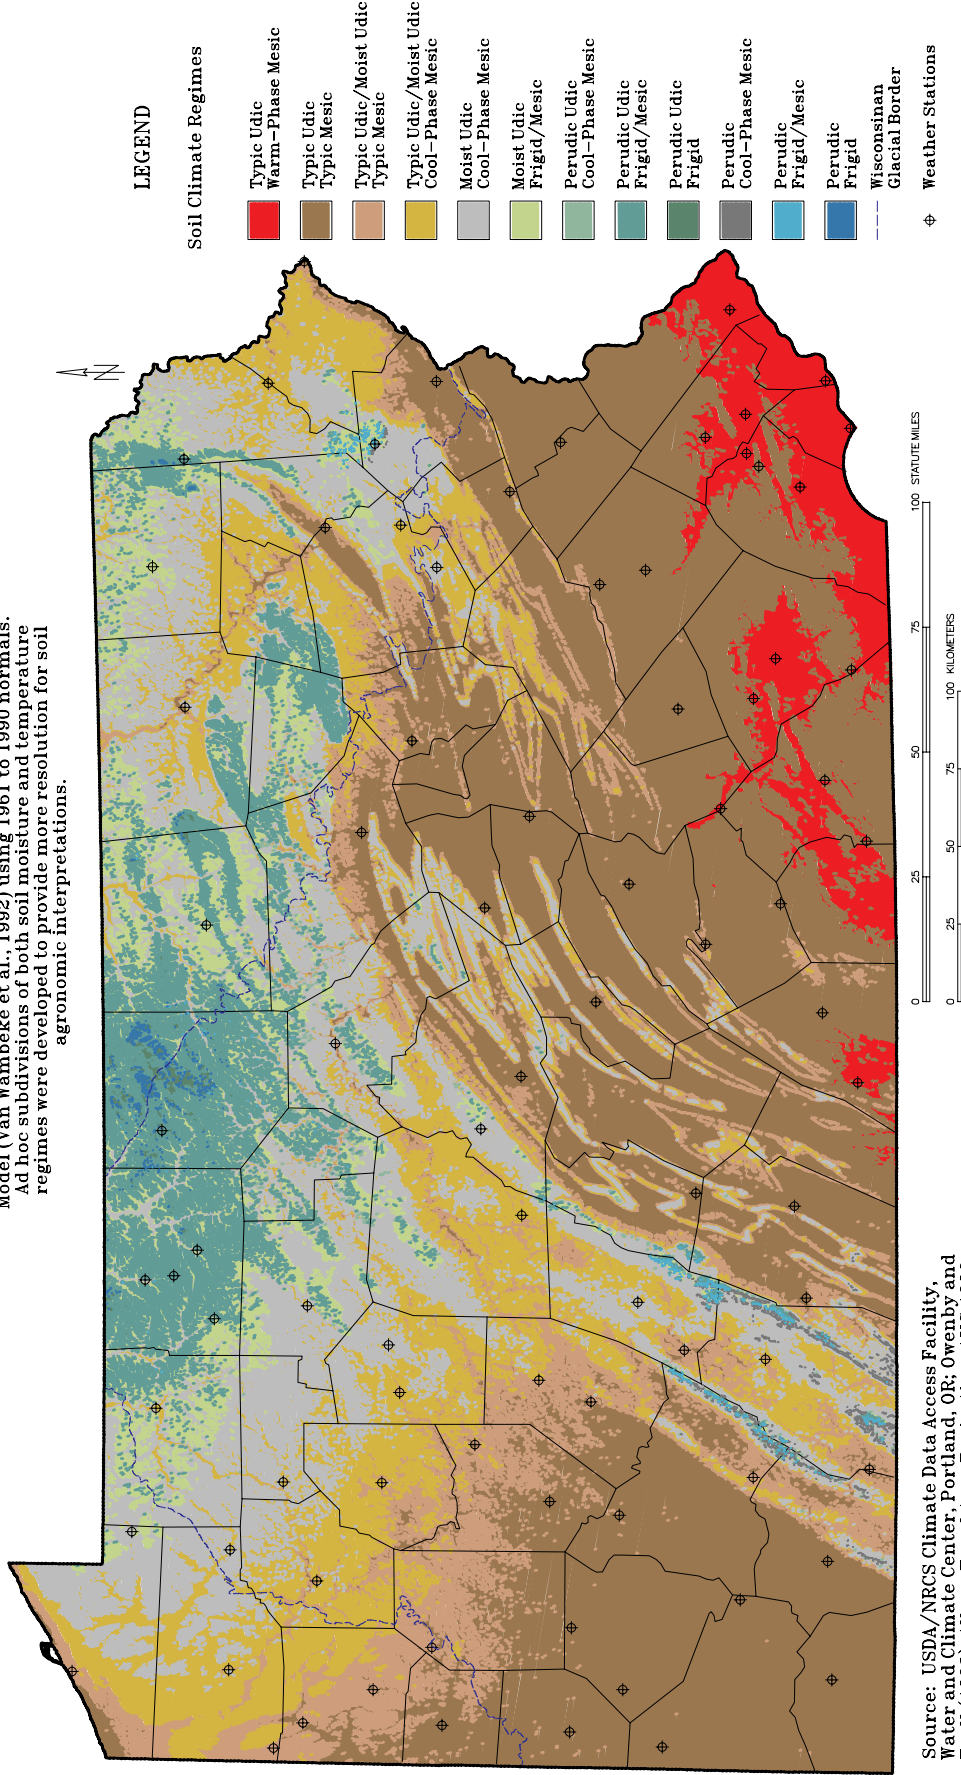 Model (Van Wambeke et al., 1992) using 1961 to 1990 normals.
Ad hoc subdivisions of both soil moisture and temperature
regimes were developed to provide more resolution for soil
agronomic interpretations.
LEGEND
Soil Climate Regimes
Typic Udic
Warm-Phase Mesic
Typic Udic
Typic Mesic
Typic Udic/Moist Udic
Typic Mesic
Typic Udic/Moist Udic
Cool-Phase Mesic
Moist Udic
Cool-Phase Mesic
Moist Udic
Frigid/Mesic
Perudic Udic
Cool-Phase Mesic
Perudic Udic
Frigid/Mesic
Perudic Udic
Frigid
Perudic
Cool-Phase Mesic
Perudic
Frigid/Mesic
Perudic
Frigid
Wisconsinan
Glacial Border
Weather Stations
N
0 25 50 75 100 STATUTE MILES
0 25 50 75 100 KILOMETERS
Source: USDA/NRCS Climate Data Access Facility,
Water and Climate Center, Portland, OR; Owenby and